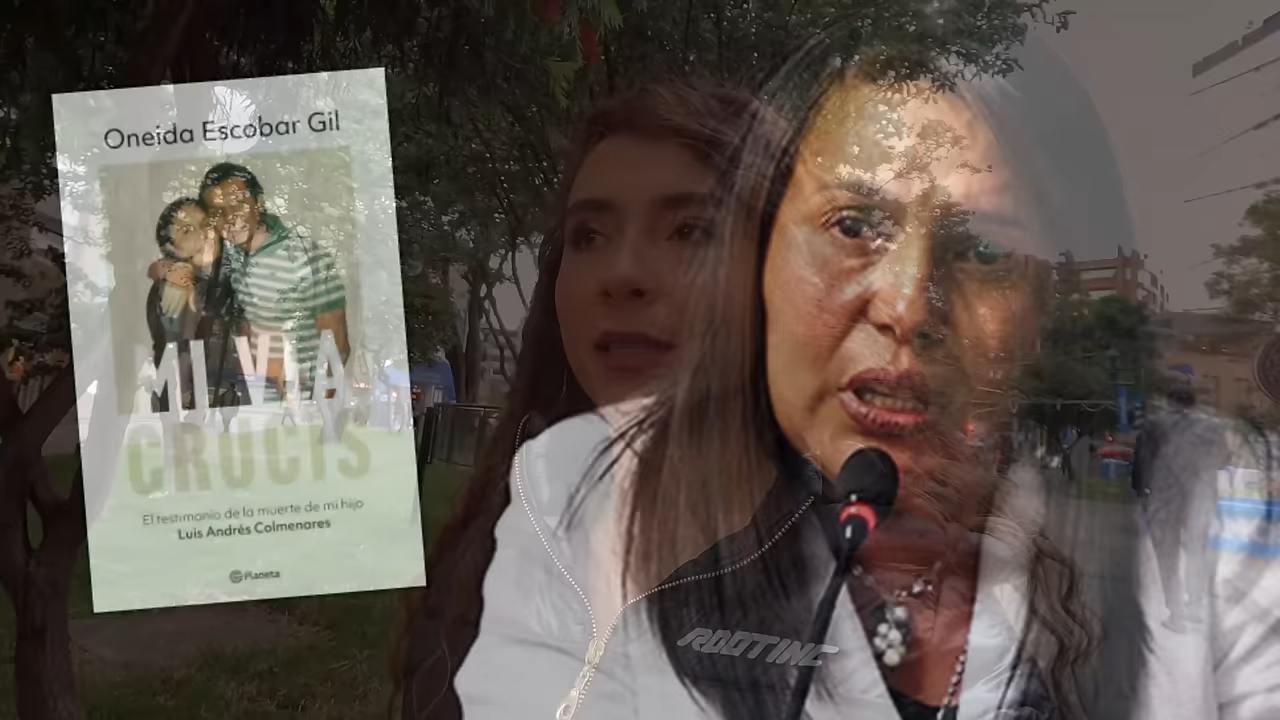 Oneida Escobar Gil
MI VIA
CRUCIS
El testimonio de la muerte de mi hijo
Luis Andrés Colmenares
Planeta
ROOTINC